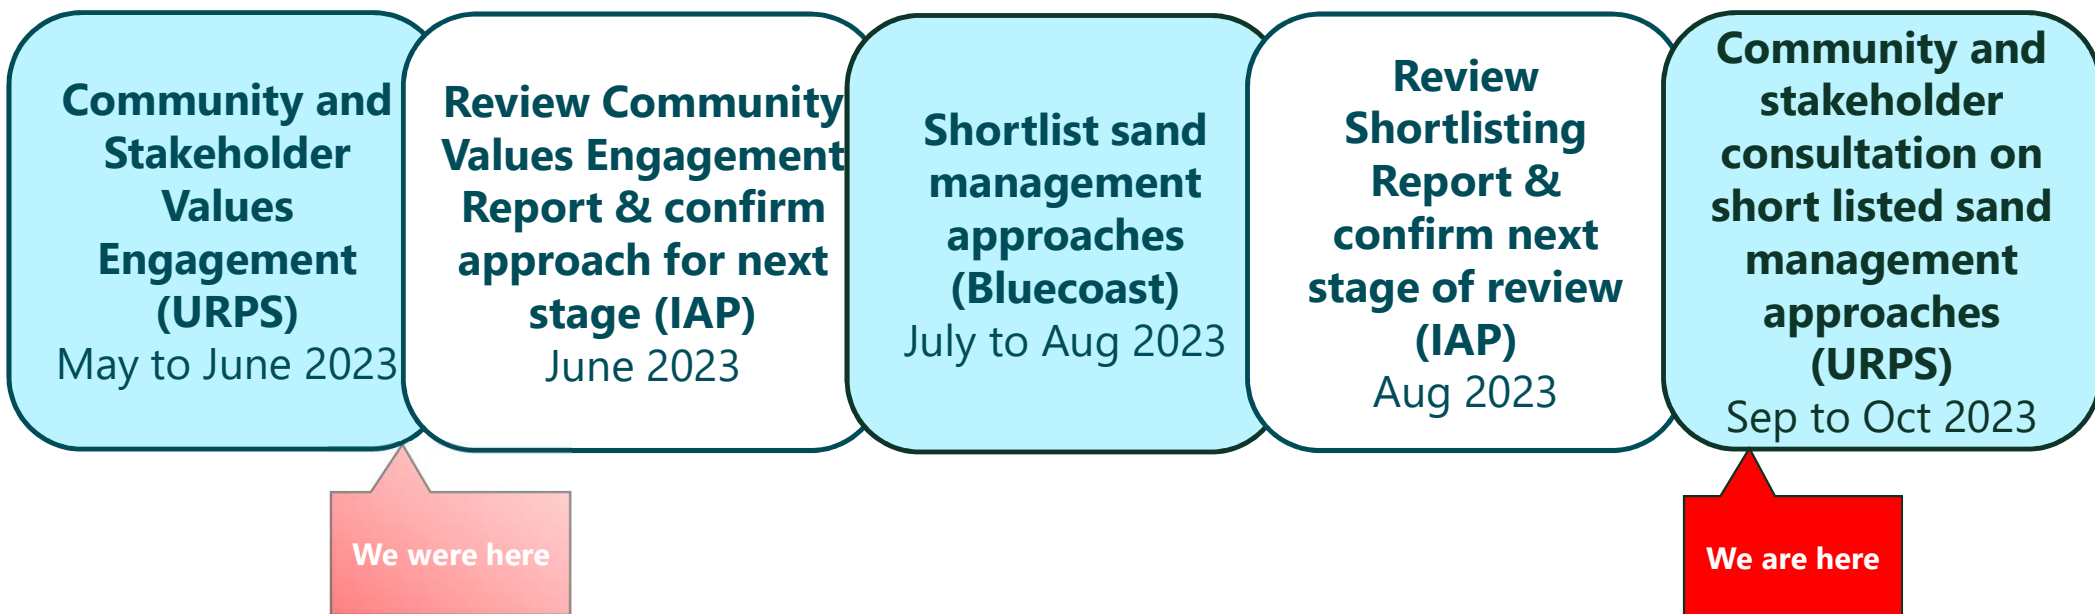 Community and
Stakeholder
Values
Engagement
(URPS)
May to June 2023
Review Community
Values Engagement
Report & confirm
approach for next
stage (IAP)
June 2023
Shortlist sand
management
approaches
(Bluecoast)
July to Aug 2023
Review
Shortlisting
Report &
confirm next
stage of review
(IAP)
Aug 2023
Community and
stakeholder
consultation on
short listed sand
management
approaches
(URPS)
Sep to Oct 2023
We were here
We are here